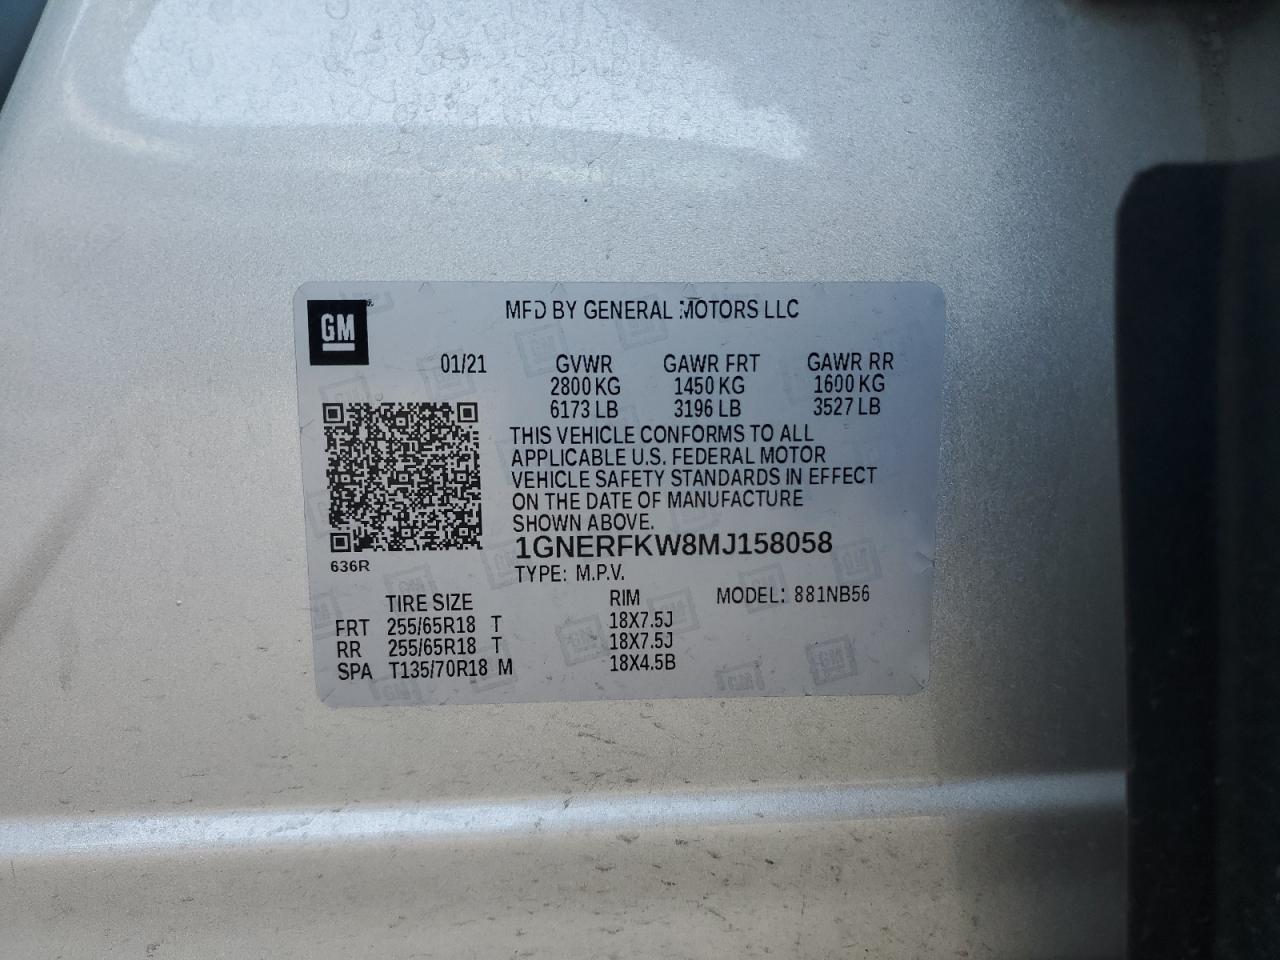 MFD BY GENERAL MOTORS LLC
GM
01/21 GVWR GAWR FRT GAWR RR
2800 KG 1450 KG 1600 KG
6173 LB 3196 LB 3527 LB
THIS VEHICLE CONFORMS TO ALL
APPLICABLE U.S. FEDERAL MOTOR
VEHICLE SAFETY STANDARDS IN EFFECT
ON THE DATE OF MANUFACTURE
SHOWN ABOVE.
1GNERFKW8MJ158058
636R
TYPE: M.P.V.
TIRE SIZE RIM MODEL: 881NB56
FRT 255/65R18 T 18X7.5J
RR 255/65R18 T 18X7.5J
SPA T135/70R18 M 18X4.5B